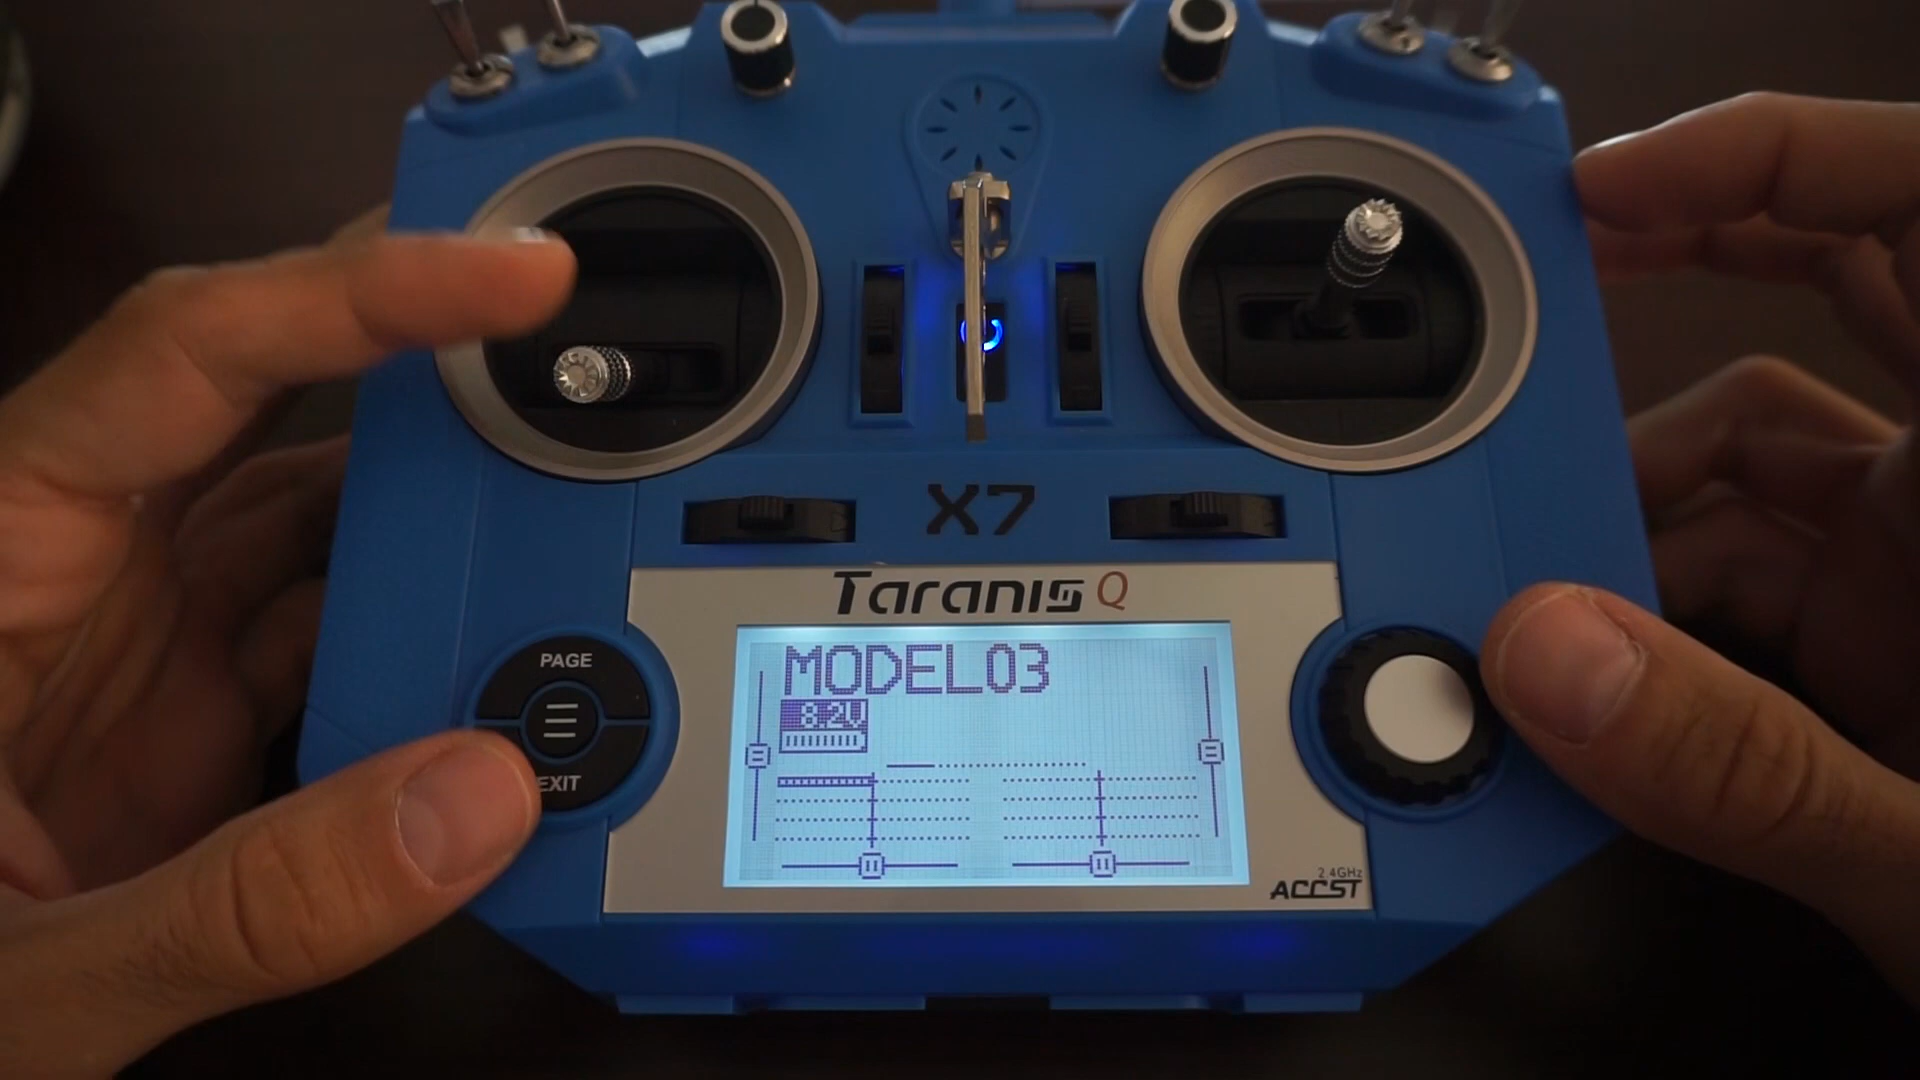 X7
Taranis Q
PAGE
EXIT
MODEL03
8.2V
2.4GHz
ACCST